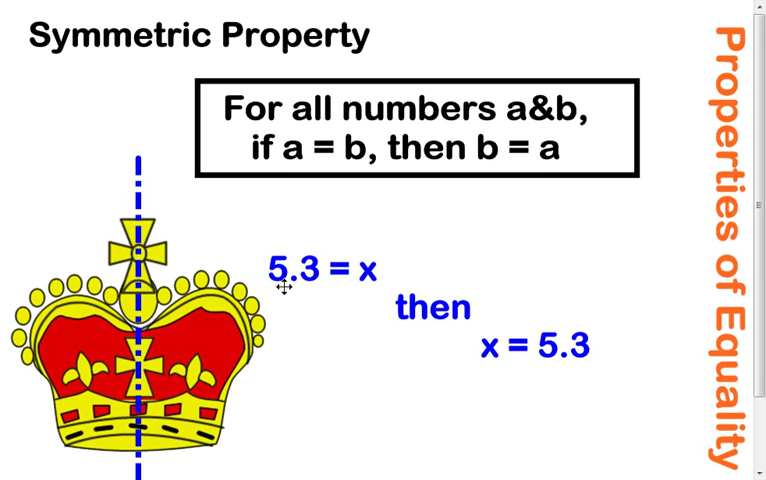 Symmetric Property
For all numbers a&b,
if a = b, then b = a
5.3 = x
then
x = 5.3
Properties of Equality